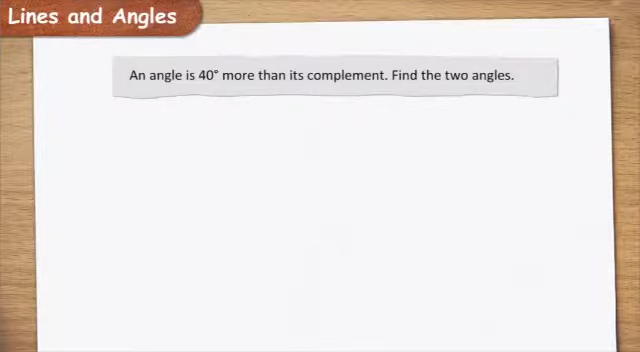 Lines and Angles
An angle is 40° more than its complement. Find the two angles.